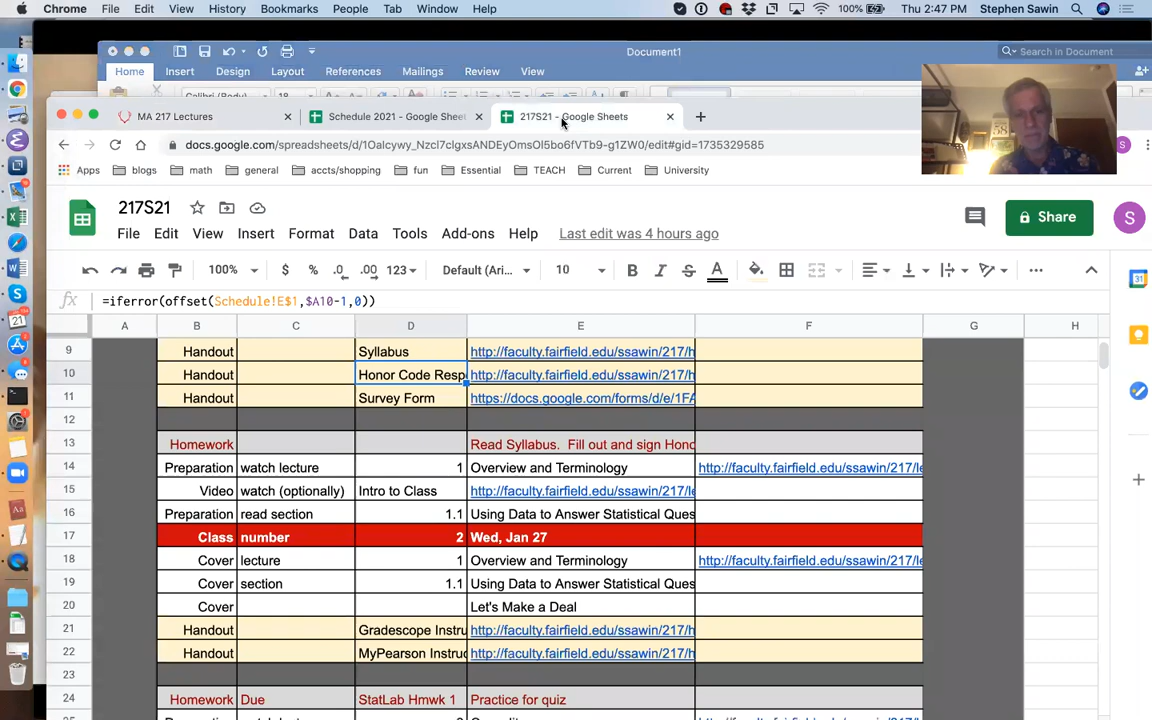 Chrome File Edit View History Bookmarks People Tab Window Help 100% Thu 2:47 PM Stephen Sawin
Document1 Search in Document
Home Insert Design Layout References Mailings Review View
MA 217 Lectures Schedule 2021 - Google Sheet 217S21 - Google Sheets
docs.google.com/spreadsheets/d/1Oalcywy_Nzcl7clgxsANDEyOmsOl5bo6fVTb9-g1ZW0/edit#gid=1735329585
Apps blogs math general accts/shopping fun Essential TEACH Current University
217S21
File Edit View Insert Format Data Tools Add-ons Help Last edit was 4 hours ago Share S
100% $ % .0 .00 123 Default (Ari... 10 B I S A
fx =iferror(offset(Schedule!E$1,$A10-1,0))
A B C D E F G H
9 Handout Syllabus http://faculty.fairfield.edu/ssawin/217/h
10 Handout Honor Code Resp http://faculty.fairfield.edu/ssawin/217/h
11 Handout Survey Form https://docs.google.com/forms/d/e/1FA
12
13 Homework Read Syllabus. Fill out and sign Hono
14 Preparation watch lecture 1 Overview and Terminology http://faculty.fairfield.edu/ssawin/217/le
15 Video watch (optionally) Intro to Class http://faculty.fairfield.edu/ssawin/217/le
16 Preparation read section 1.1 Using Data to Answer Statistical Ques
17 Class number 2 Wed, Jan 27
18 Cover lecture 1 Overview and Terminology http://faculty.fairfield.edu/ssawin/217/le
19 Cover section 1.1 Using Data to Answer Statistical Ques
20 Cover Let's Make a Deal
21 Handout Gradescope Instru http://faculty.fairfield.edu/ssawin/217/h
22 Handout MyPearson Instruc http://faculty.fairfield.edu/ssawin/217/h
23
24 Homework Due StatLab Hmwk 1 Practice for quiz